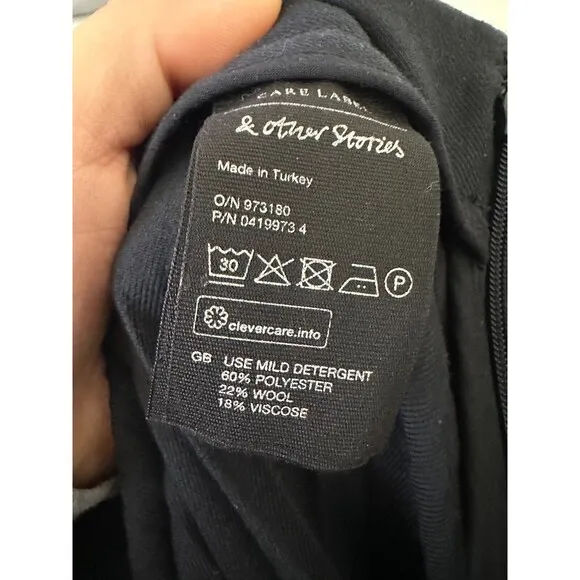 CARE LABEL
& other Stories
Made in Turkey
O/N 973180
P/N 0419973 4
30 P
clevercare.info
GB USE MILD DETERGENT
60% POLYESTER
22% WOOL
18% VISCOSE